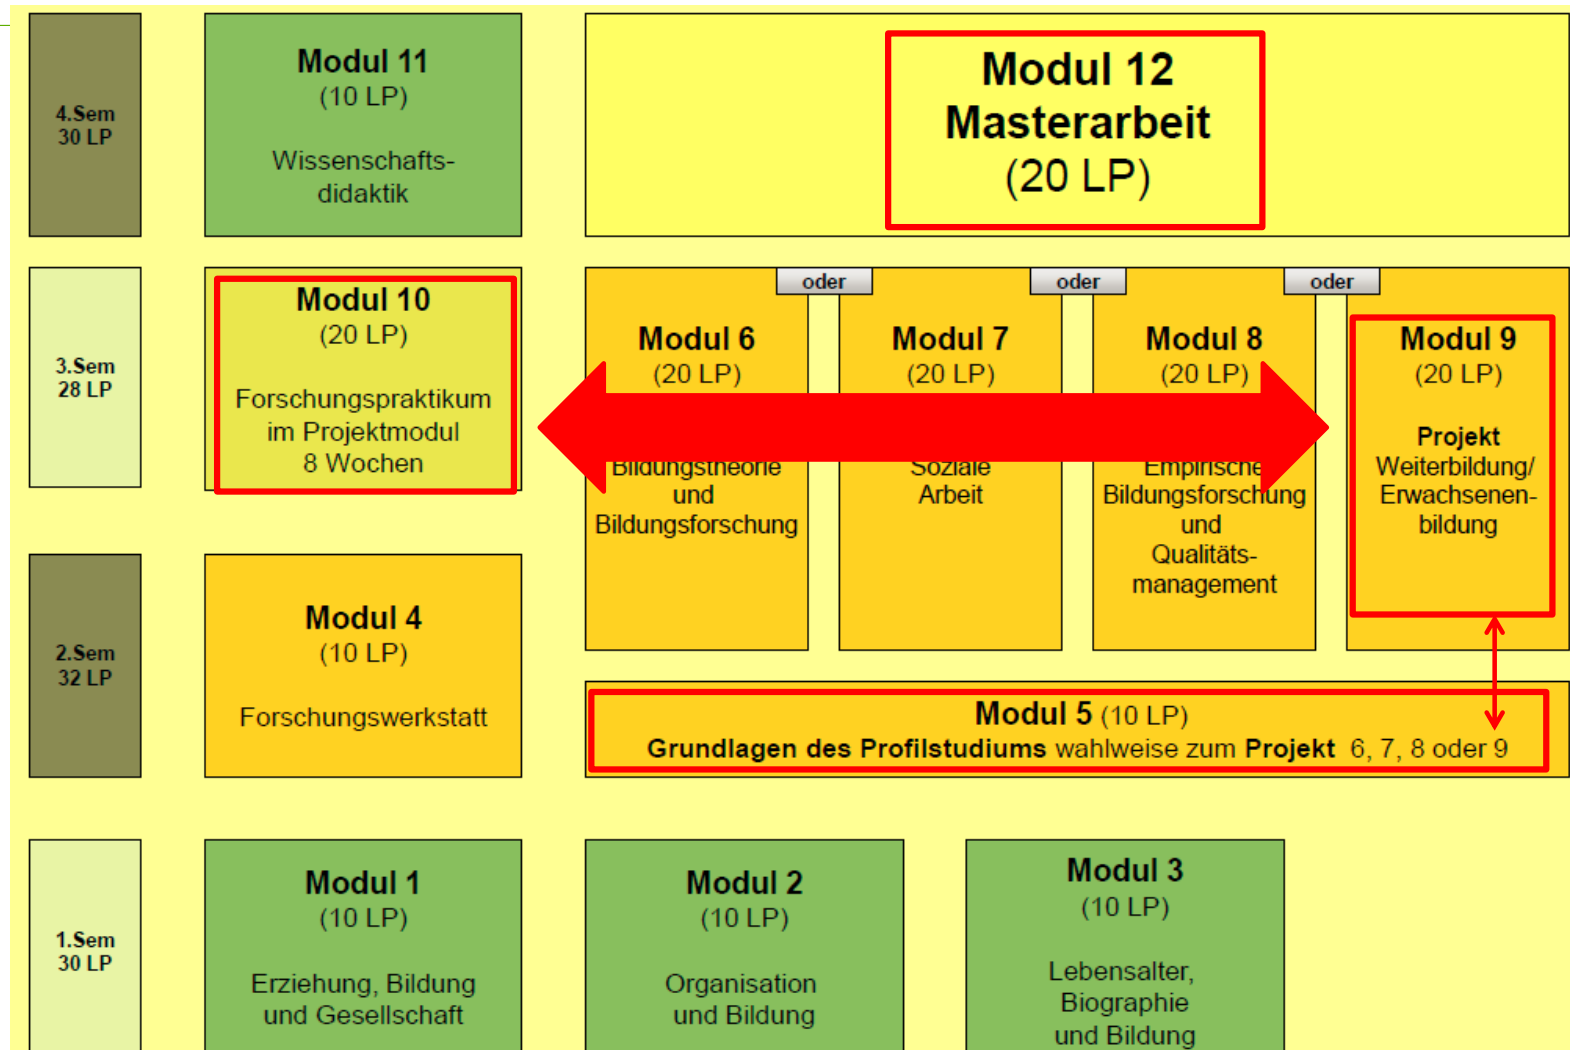 4.Sem
30 LP
Modul 11
(10 LP)
Wissenschafts-
didaktik
Modul 12
Masterarbeit
(20 LP)
3.Sem
28 LP
Modul 10
(20 LP)
Forschungspraktikum
im Projektmodul
8 Wochen
oder
oder
oder
Modul 6
(20 LP)
Bildungstheorie
und
Bildungsforschung
Modul 7
(20 LP)
Soziale
Arbeit
Modul 8
(20 LP)
Empirische
Bildungsforschung
und
Qualitäts-
management
Modul 9
(20 LP)
Projekt
Weiterbildung/
Erwachsenen-
bildung
2.Sem
32 LP
Modul 4
(10 LP)
Forschungswerkstatt
Modul 5 (10 LP)
Grundlagen des Profilstudiums wahlweise zum Projekt 6, 7, 8 oder 9
1.Sem
30 LP
Modul 1
(10 LP)
Erziehung, Bildung
und Gesellschaft
Modul 2
(10 LP)
Organisation
und Bildung
Modul 3
(10 LP)
Lebensalter,
Biographie
und Bildung